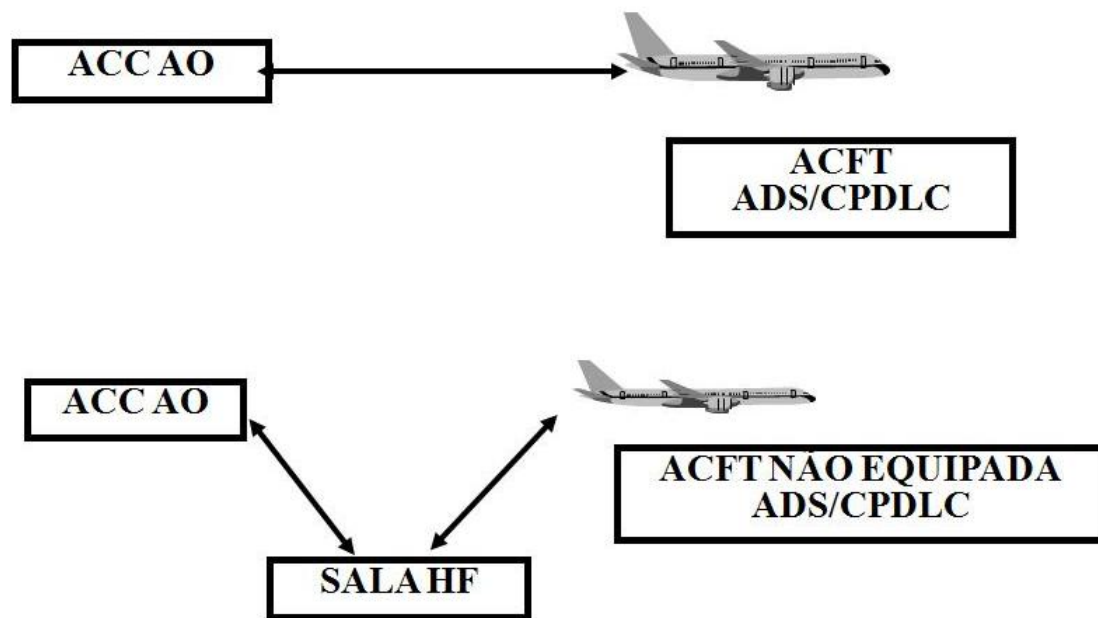 ACC AO
ACFT
ADS/CPDLC
ACC AO
ACFT NÃO EQUIPADA
ADS/CPDLC
SALA HF